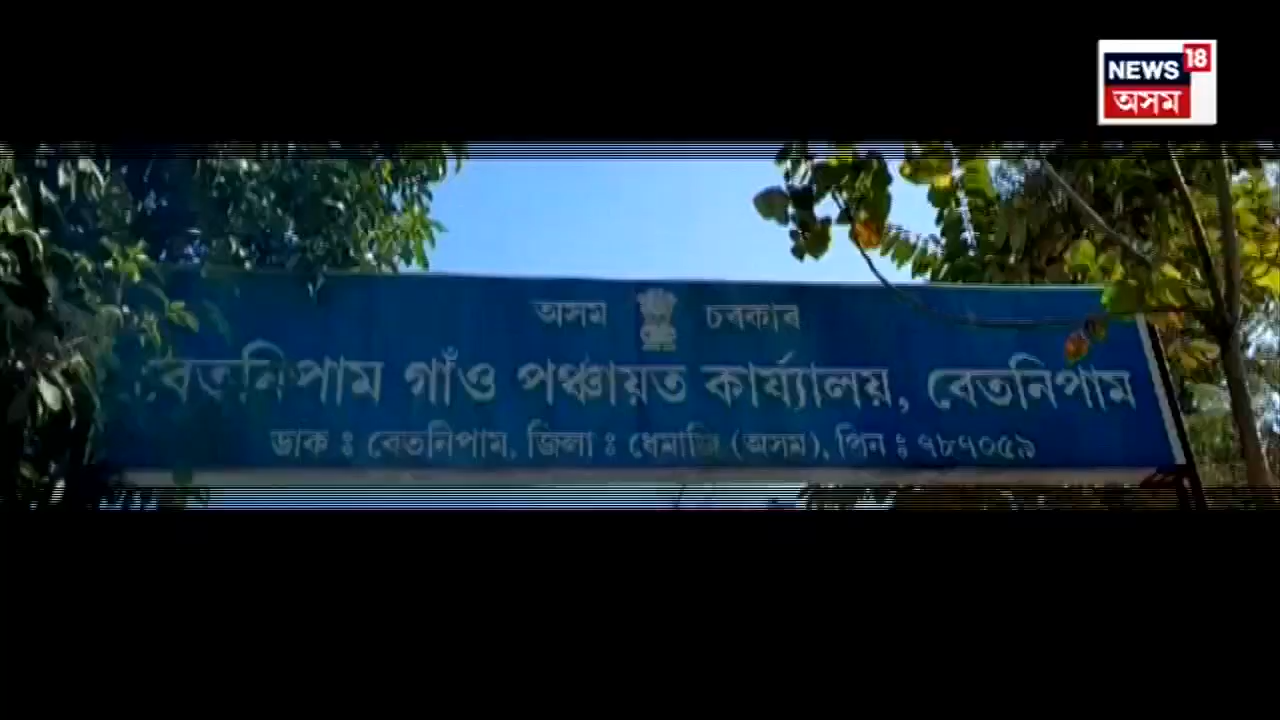 NEWS 18
অসম
অসম চৰকাৰ
বেতনিপাম গাঁও পঞ্চায়ত কাৰ্য্যালয়, বেতনিপাম
ডাক : বেতনিপাম, জিলা : ধেমাজি (অসম), পিন : ৭৮৭০৫৯